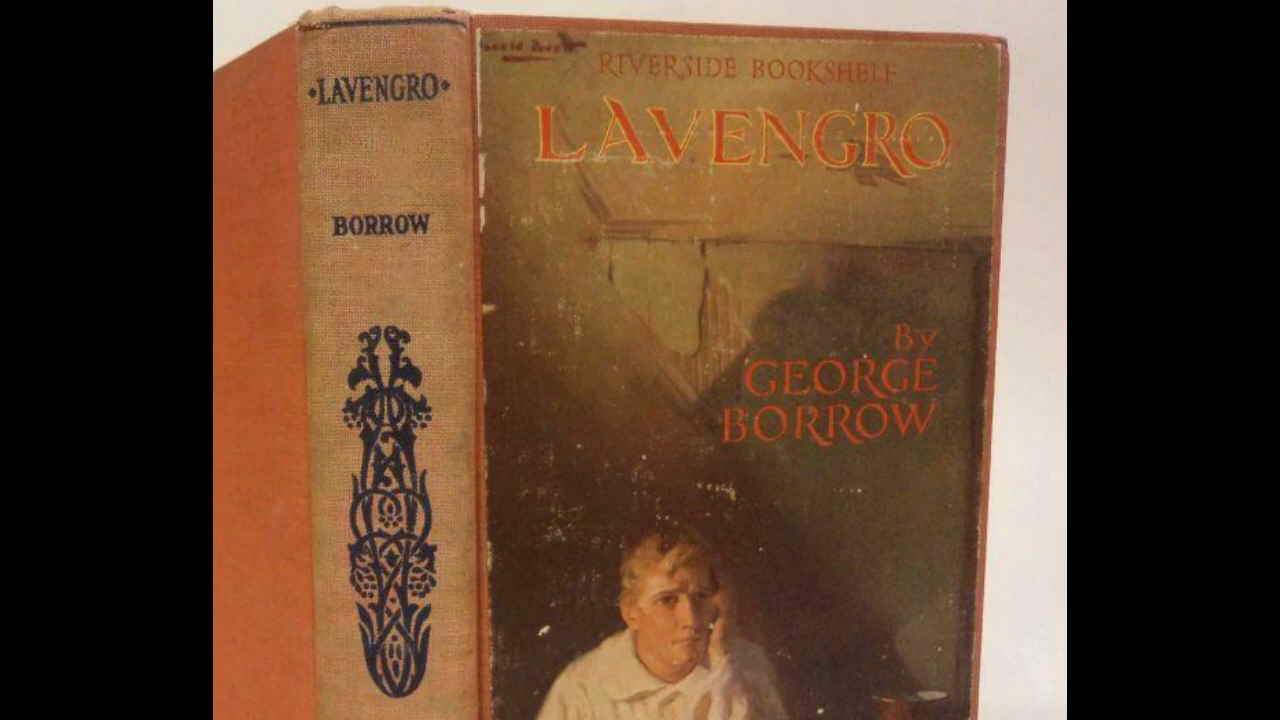 LAVENGRO
BORROW
RIVERSIDE BOOKSHELF
LAVENGRO
By
GEORGE
BORROW